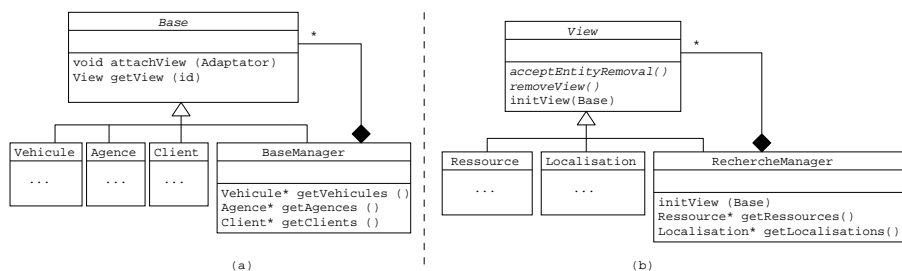 Base
*
void attachView (Adaptator)
View getView (id)
Vehicule
...
Agence
...
Client
...
BaseManager
Vehicule* getVehicules ()
Agence* getAgences ()
Client* getClients ()
(a)
View
*
acceptEntityRemoval()
removeView()
initView(Base)
Ressource
...
Localisation
...
RechercheManager
initView (Base)
Ressource* getRessources()
Localisation* getLocalisations()
(b)